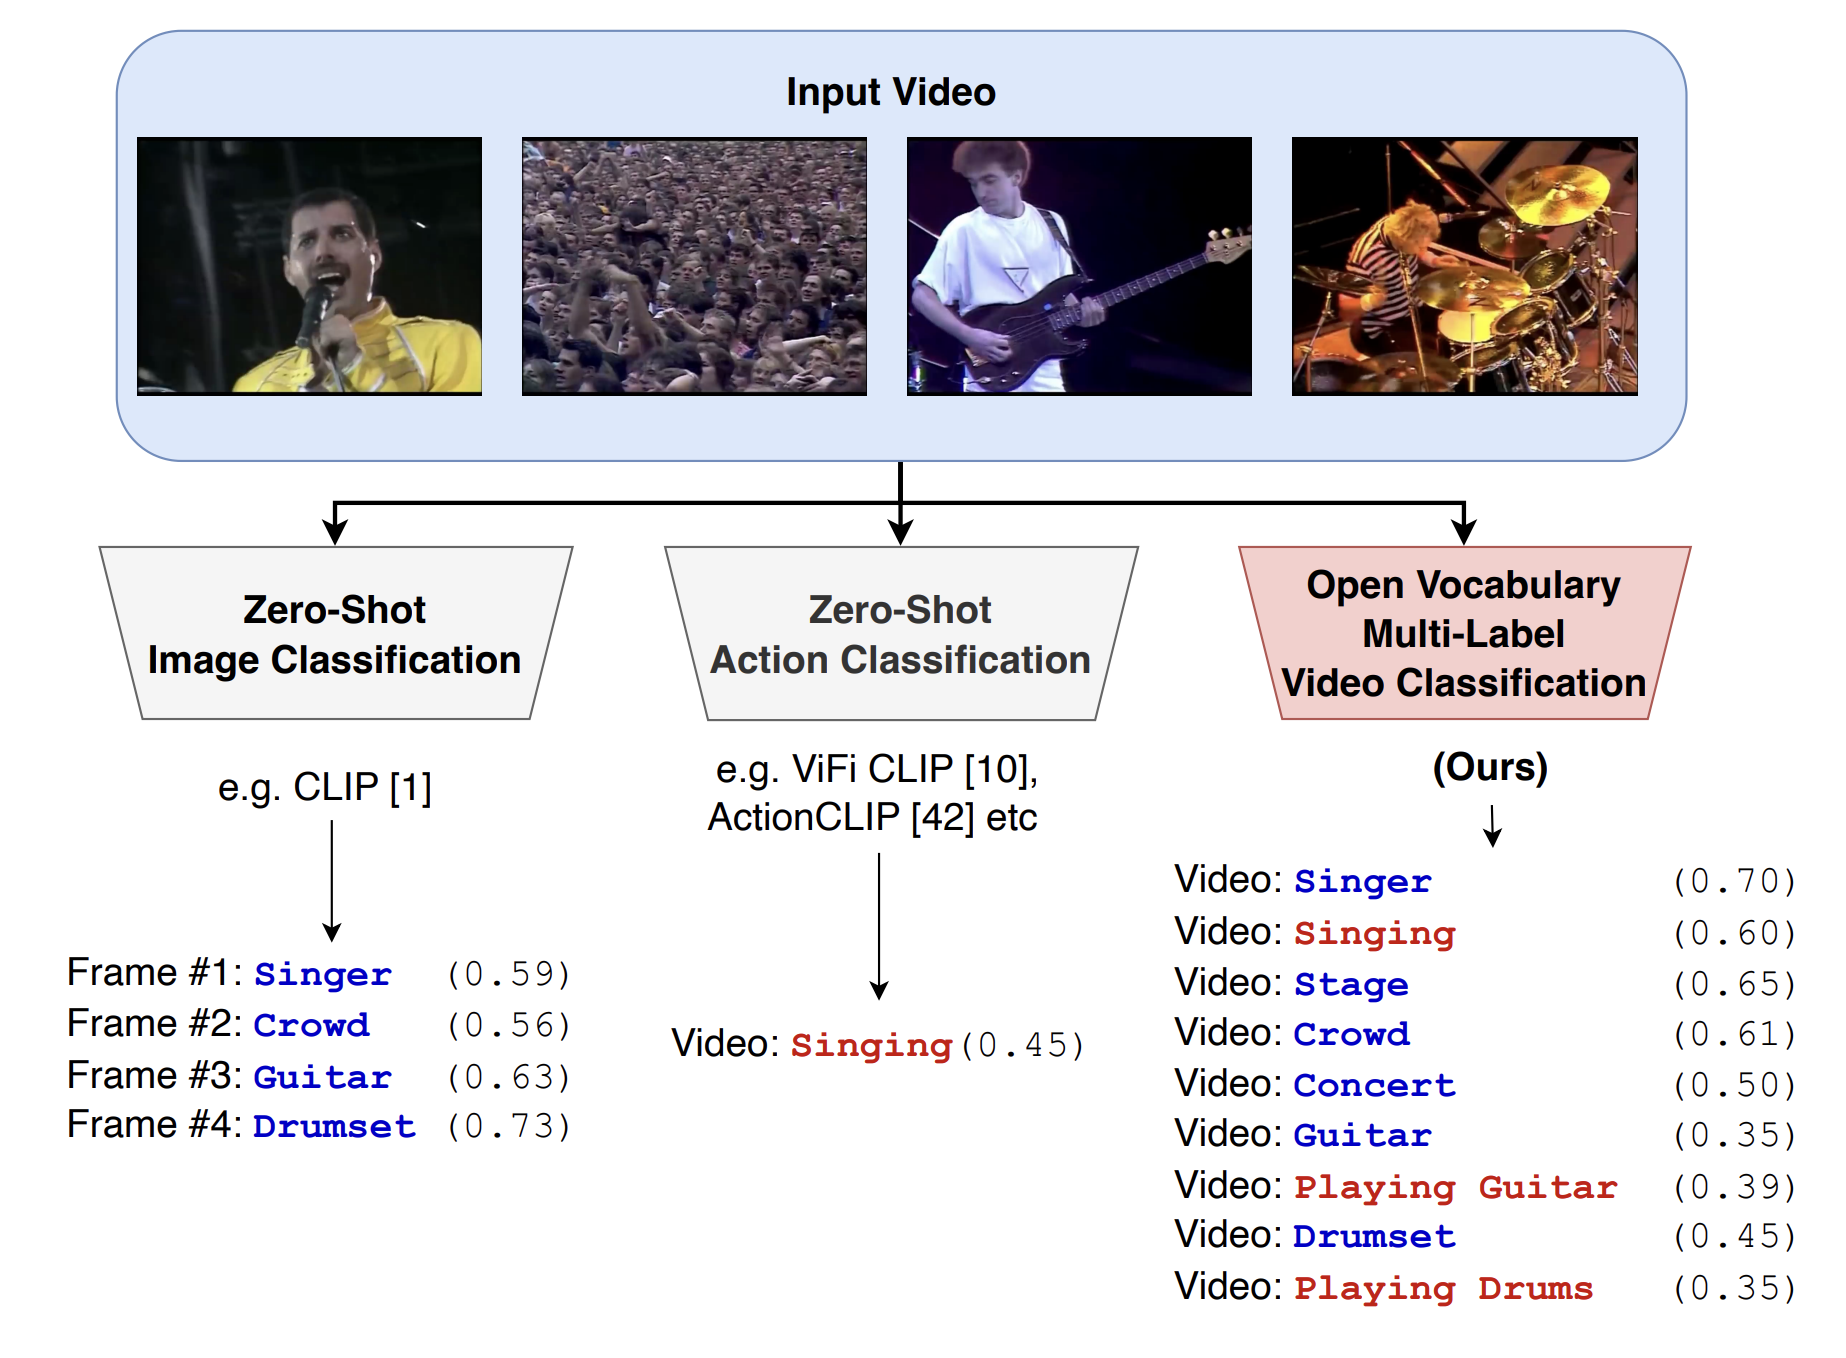 Input Video
Zero-Shot
Image Classification
Zero-Shot
Action Classification
Open Vocabulary
Multi-Label
Video Classification
e.g. CLIP [1]
e.g. ViFi CLIP [10],
ActionCLIP [42] etc
(Ours)
Frame #1: Singer (0.59)
Frame #2: Crowd (0.56)
Frame #3: Guitar (0.63)
Frame #4: Drumset (0.73)
Video: Singing (0.45)
Video: Singer (0.70)
Video: Singing (0.60)
Video: Stage (0.65)
Video: Crowd (0.61)
Video: Concert (0.50)
Video: Guitar (0.35)
Video: Playing Guitar (0.39)
Video: Drumset (0.45)
Video: Playing Drums (0.35)